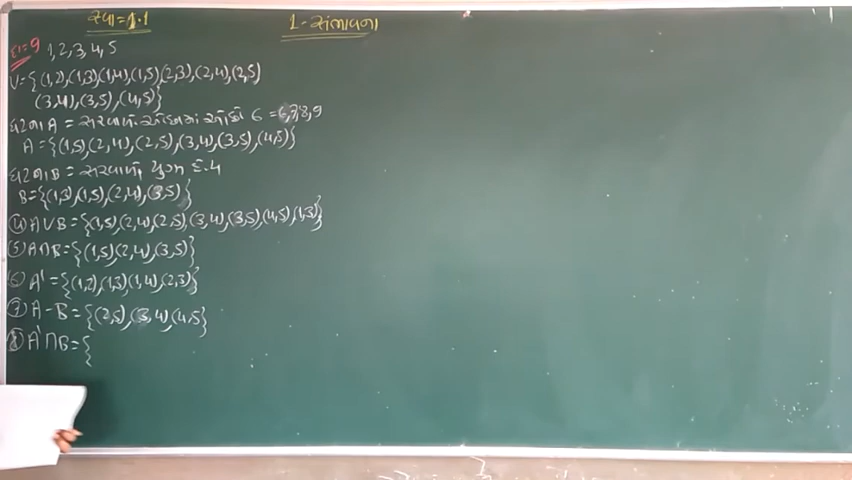 સ્વા=1.1
1-સંભાવના
દા=9 1,2,3,4,5
U={(1,2),(1,3)(1,4),(1,5)(2,3),(2,4),(2,5)
(3,4),(3,5),(4,5)}
ઘટના A = સરવાળો ઓછામાં ઓછો 6 = 6,7,8,9
A={(1,5),(2,4),(2,5),(3,4),(3,5),(4,5)}
ઘટના B = સરવાળો યુગ્મ
B={(1,3),(1,5),(2,4),(3,5)}
④ A∪B={(1,5),(2,4),(2,5),(3,4),(3,5),(4,5),(1,3)}
⑤ A∩B={(1,5)(2,4),(3,5)}
⑥ A'={(1,2),(1,3)(1,4),(2,3)}
⑦ A-B={(2,5),(3,4),(4,5}
⑧ A'∩B={